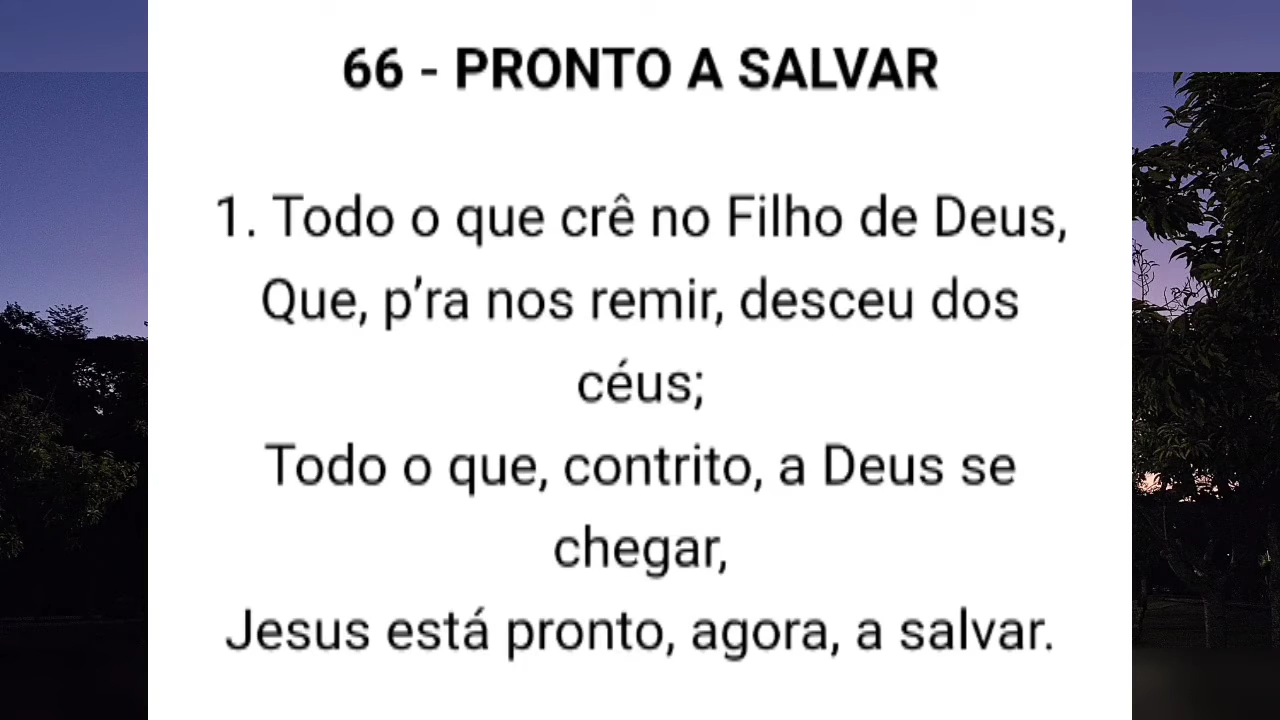 66 - PRONTO A SALVAR
1. Todo o que crê no Filho de Deus,
Que, p’ra nos remir, desceu dos
céus;
Todo o que, contrito, a Deus se
chegar,
Jesus está pronto, agora, a salvar.